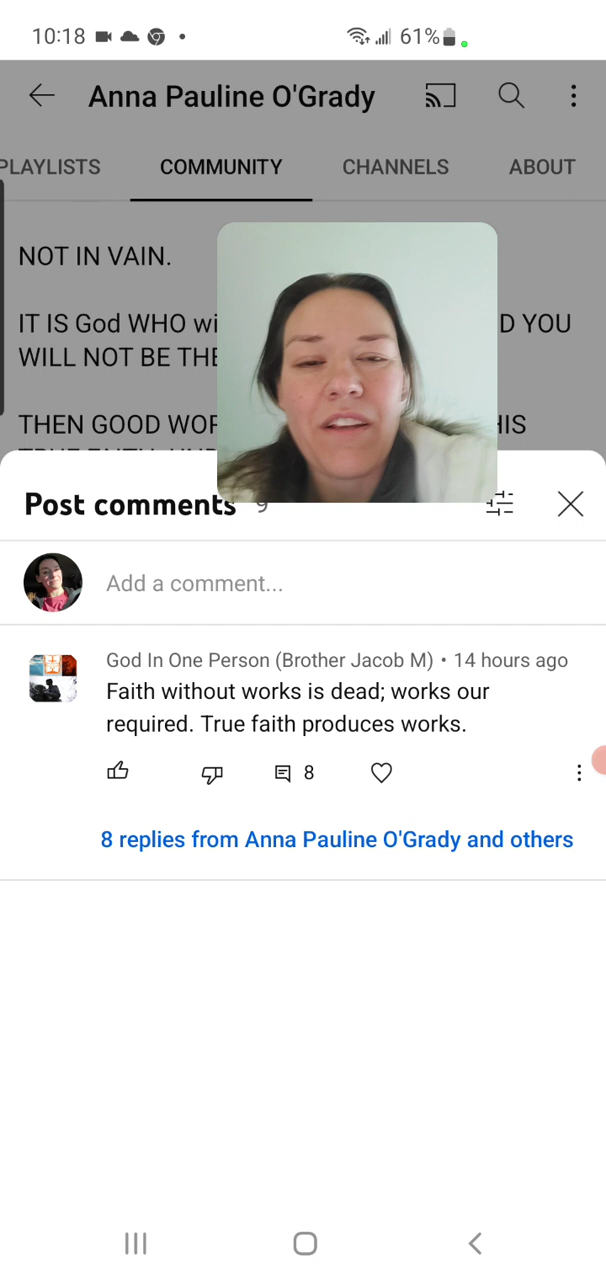 10:18
61%
Anna Pauline O'Grady
PLAYLISTS COMMUNITY CHANNELS ABOUT
NOT IN VAIN.
IT IS God WHO wi D YOU
WILL NOT BE THE
THEN GOOD WOR HIS
Post comments 9
Add a comment...
God In One Person (Brother Jacob M) • 14 hours ago
Faith without works is dead; works our
required. True faith produces works.
8
8 replies from Anna Pauline O'Grady and others